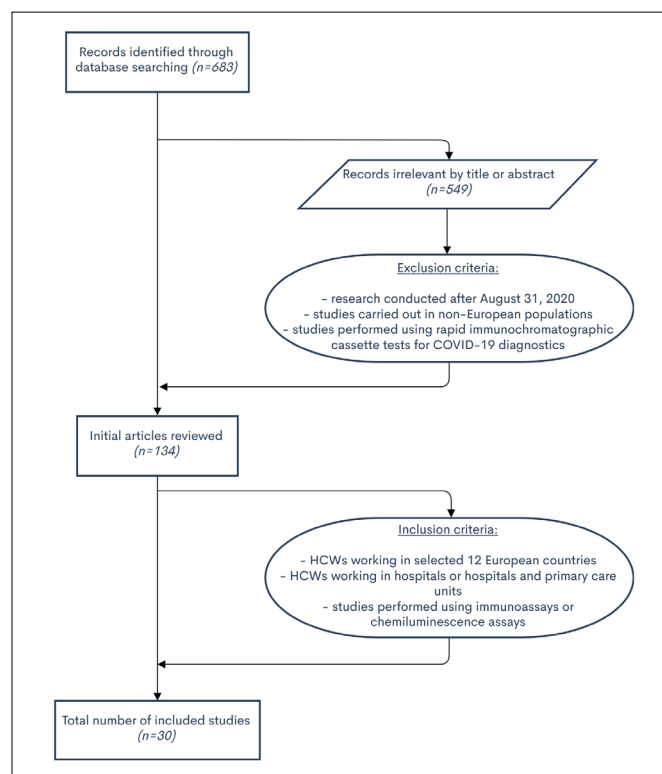 Records identified through
database searching (n=683)
Records irrelevant by title or abstract
(n=549)
Exclusion criteria:
- research conducted after August 31, 2020
- studies carried out in non-European populations
- studies performed using rapid immunochromatographic
cassette tests for COVID-19 diagnostics
Initial articles reviewed
(n=134)
Inclusion criteria:
- HCWs working in selected 12 European countries
- HCWs working in hospitals or hospitals and primary care
units
- studies performed using immunoassays or
chemiluminescence assays
Total number of included studies
(n=30)